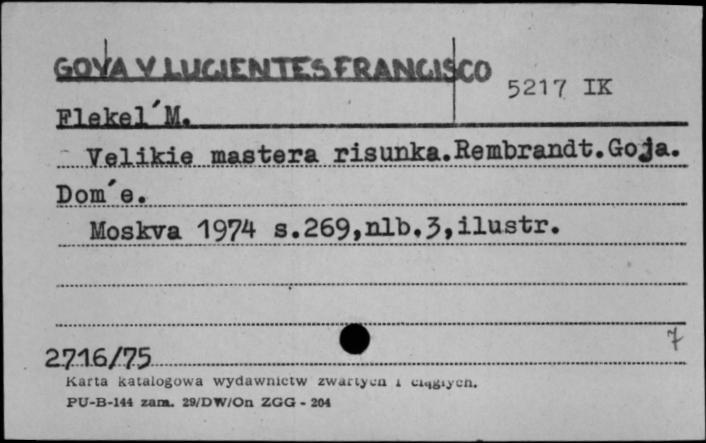 GOYA Y LUCIENTES FRANCISCO
5217 IK
Flekel´M.
Velikie mastera risunka.Rembrandt.Goja.
Dom´e.
Moskva 1974 s.269,nlb.3,ilustr.
7
2716/75
Karta katalogowa wydawnictw zwartych i ciągłych.
PU-B-144 zam. 29/DW/On ZGG - 204